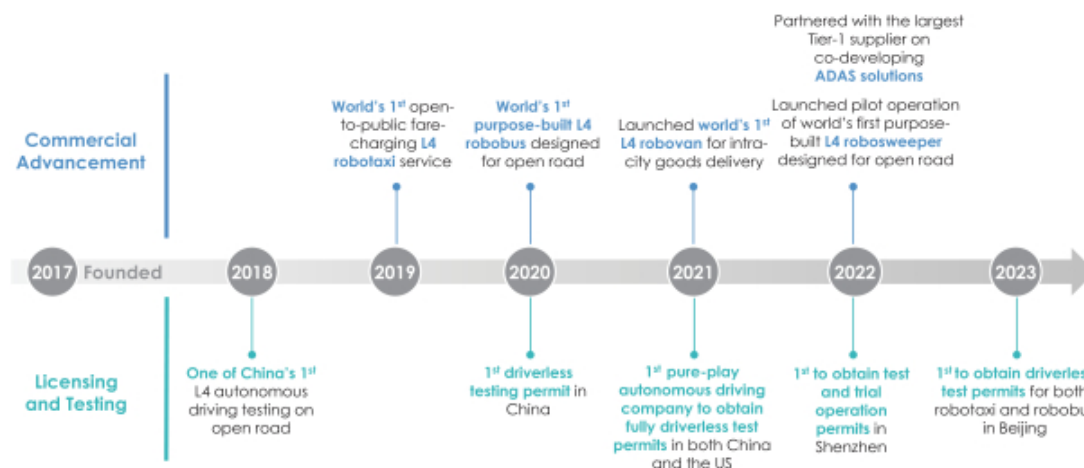 Partnered with the largest
Tier-1 supplier on
co-developing
ADAS solutions
Commercial
Advancement
World's 1st open-
to-public fare-
charging L4
robotaxi service
World's 1st
purpose-built L4
robobus designed
for open road
Launched world's 1st
L4 robovan for intra-
city goods delivery
Launched pilot operation
of world's first purpose-
built L4 robosweeper
designed for open road
2017 Founded 2018 2019 2020 2021 2022 2023
Licensing
and Testing
One of China's 1st
L4 autonomous
driving testing on
open road
1st driverless
testing permit in
China
1st pure-play
autonomous driving
company to obtain
fully driverless test
permits in both China
and the US
1st to obtain test
and trial
operation
permits in
Shenzhen
1st to obtain driverles
test permits for both
robotaxi and robobu
in Beijing